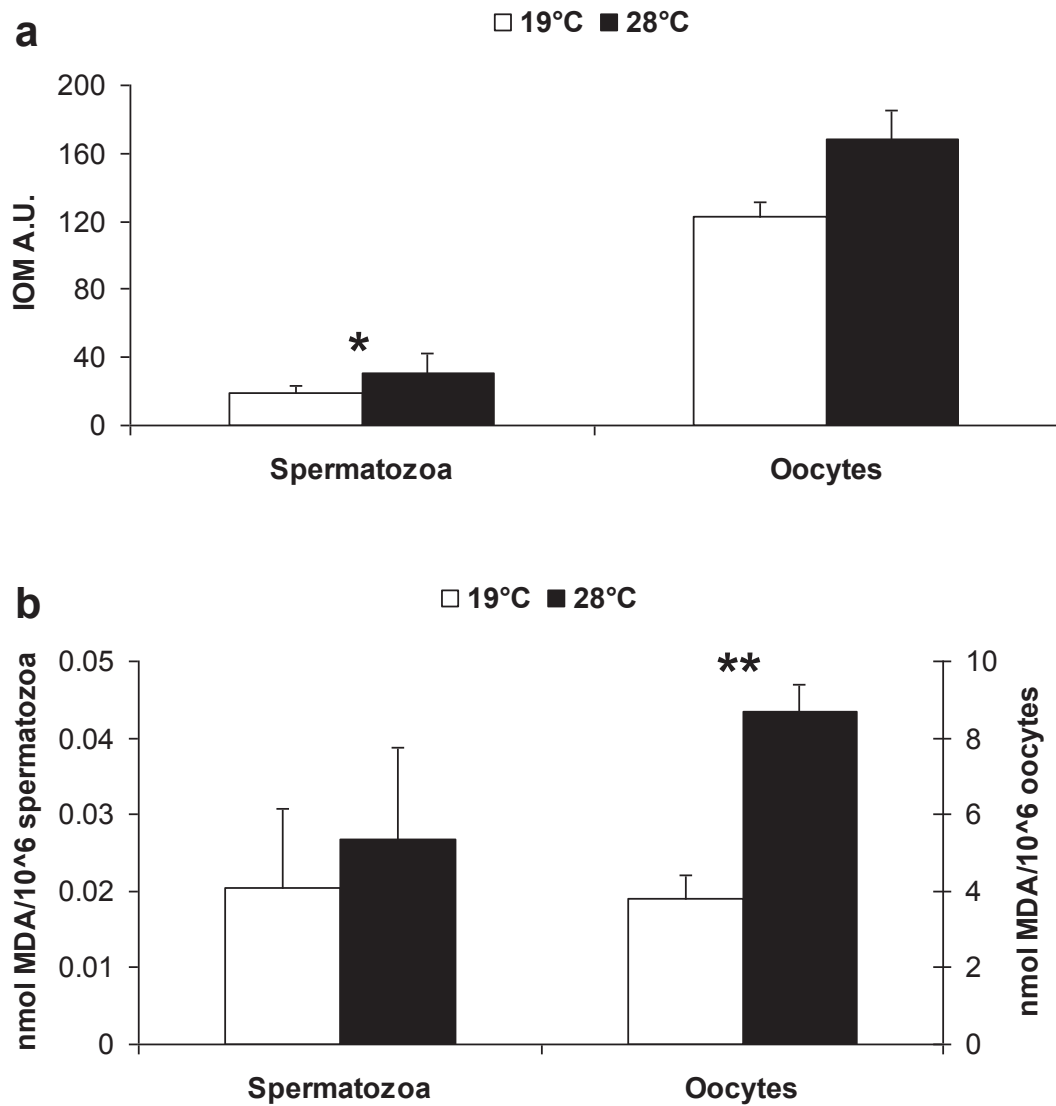 a
19°C 28°C
200
160
120
80
40
0
IOM A.U.
*
Spermatozoa Oocytes
b
19°C 28°C
0.05
0.04
0.03
0.02
0.01
0
nmol MDA/10^6 spermatozoa
**
10
8
6
4
2
0
nmol MDA/10^6 oocytes
Spermatozoa Oocytes